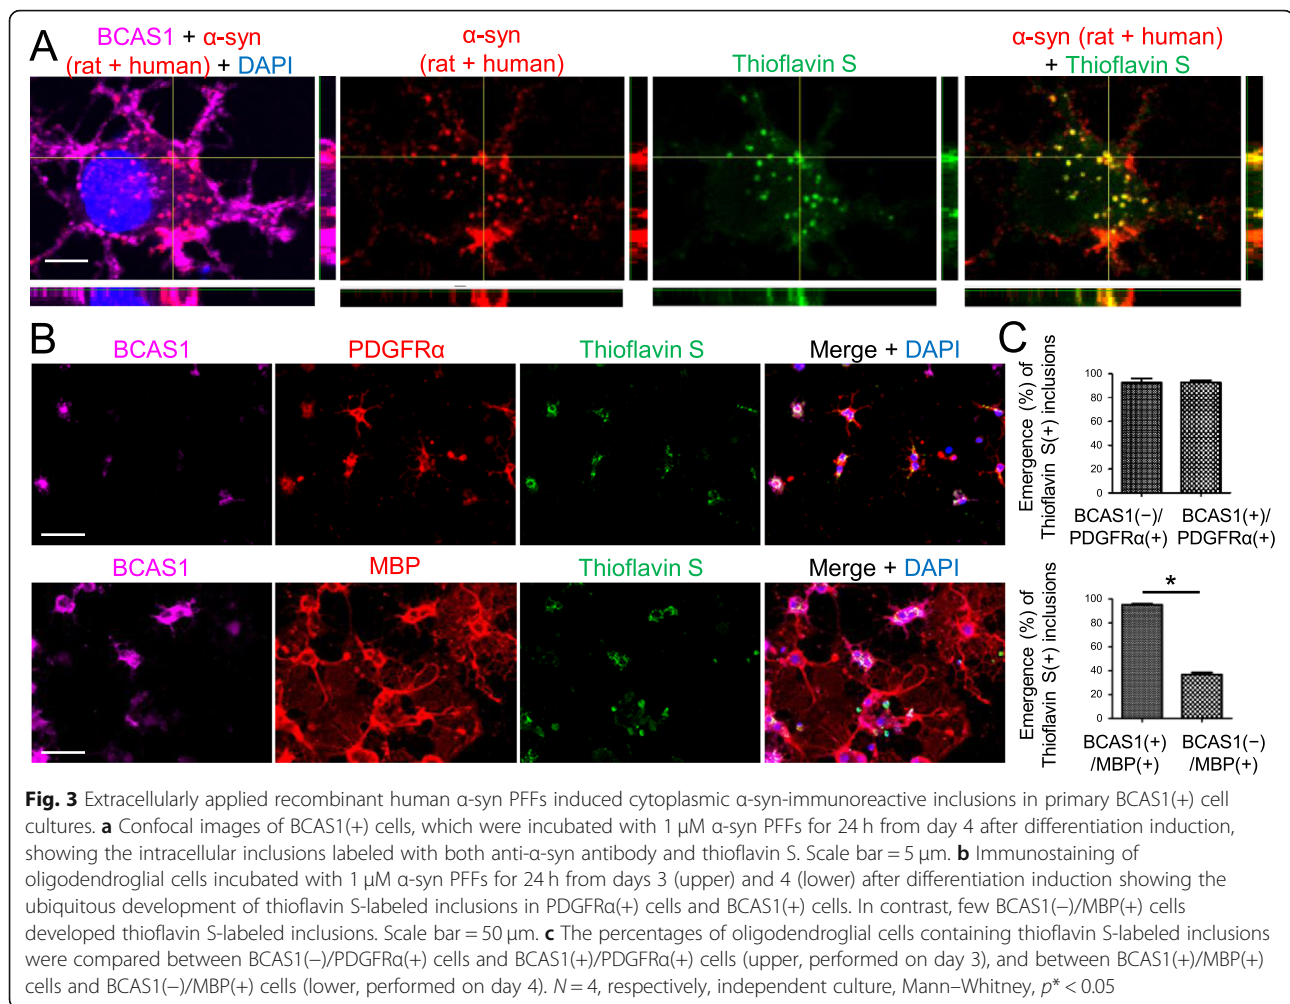 A
BCAS1 + α-syn
(rat + human) + DAPI
α-syn
(rat + human)
Thioflavin S
α-syn (rat + human)
+ Thioflavin S
B
BCAS1
PDGFRα
Thioflavin S
Merge + DAPI
BCAS1
MBP
Thioflavin S
Merge + DAPI
C
Emergence (%) of
Thioflavin S(+) inclusions
100
80
60
40
20
0
BCAS1(−)/
PDGFRα(+)
BCAS1(+)/
PDGFRα(+)
Emergence (%) of
Thioflavin S(+) inclusions
100
80
60
40
20
0
*
BCAS1(+)
/MBP(+)
BCAS1(−)
/MBP(+)
Fig. 3 Extracellularly applied recombinant human α-syn PFFs induced cytoplasmic α-syn-immunoreactive inclusions in primary BCAS1(+) cell
cultures. a Confocal images of BCAS1(+) cells, which were incubated with 1 μM α-syn PFFs for 24 h from day 4 after differentiation induction,
showing the intracellular inclusions labeled with both anti-α-syn antibody and thioflavin S. Scale bar = 5 μm. b Immunostaining of
oligodendroglial cells incubated with 1 μM α-syn PFFs for 24 h from days 3 (upper) and 4 (lower) after differentiation induction showing the
ubiquitous development of thioflavin S-labeled inclusions in PDGFRα(+) cells and BCAS1(+) cells. In contrast, few BCAS1(−)/MBP(+) cells
developed thioflavin S-labeled inclusions. Scale bar = 50 μm. c The percentages of oligodendroglial cells containing thioflavin S-labeled inclusions
were compared between BCAS1(−)/PDGFRα(+) cells and BCAS1(+)/PDGFRα(+) cells (upper, performed on day 3), and between BCAS1(+)/MBP(+)
cells and BCAS1(−)/MBP(+) cells (lower, performed on day 4). N = 4, respectively, independent culture, Mann–Whitney, p* < 0.05